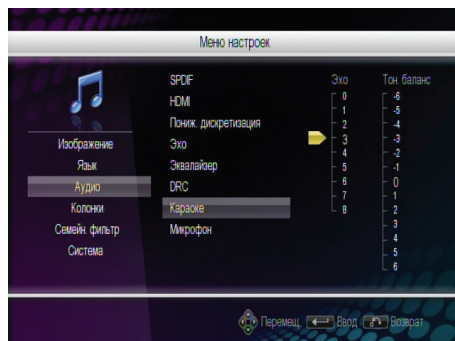 Меню настроек
Изображение
Язык
Аудио
Колонки
Семейн. фильтр
Система
SPDIF
HDMI
Пониж. дискретизация
Эхо
Эквалайзер
DRC
Караоке
Микрофон
Эхо
0
1
2
3
4
5
6
7
8
Тон. баланс
-6
-5
-4
-3
-2
-1
0
1
2
3
4
5
6
Перемещ. Ввод Возврат